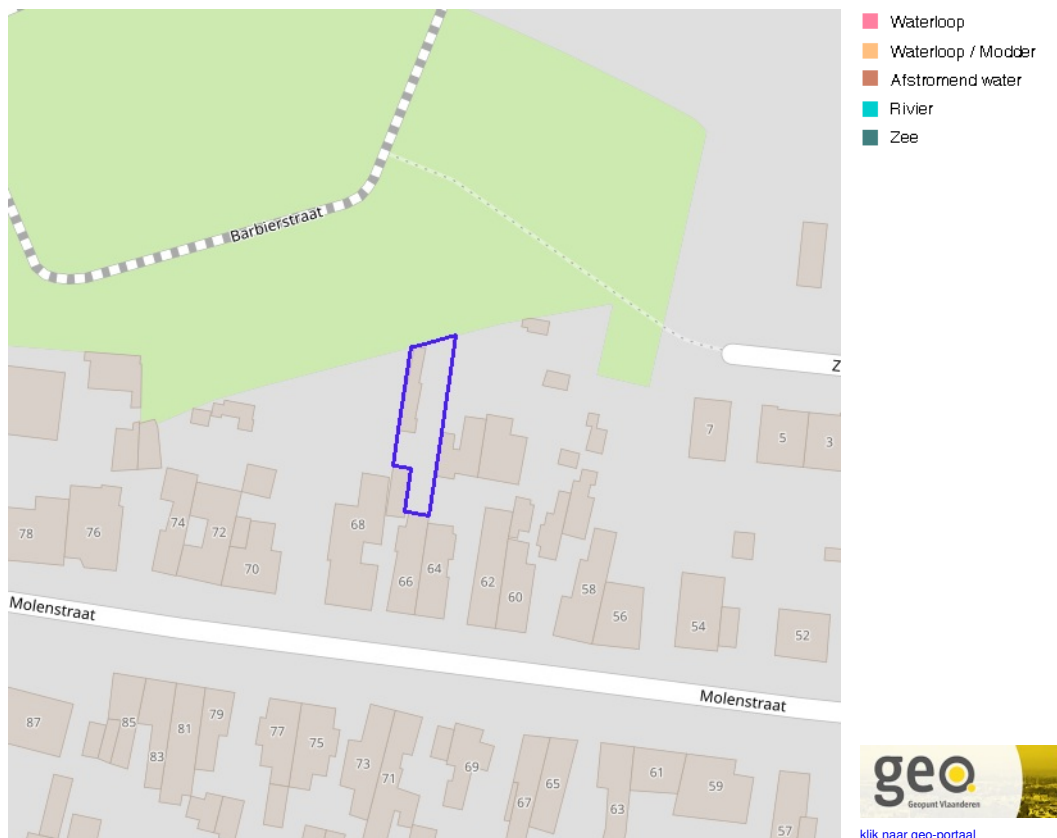 Waterloop
Waterloop / Modder
Afstromend water
Rivier
Zee
Barbierstraat
Z
7
5
3
78
76
74
72
70
68
66
64
62
60
58
56
54
52
Molenstraat
Molenstraat
87
85
83
81
79
77
75
73
71
69
67
65
63
61
59
57
geo.
Geopunt Vlaanderen
klik naar geo-portaal